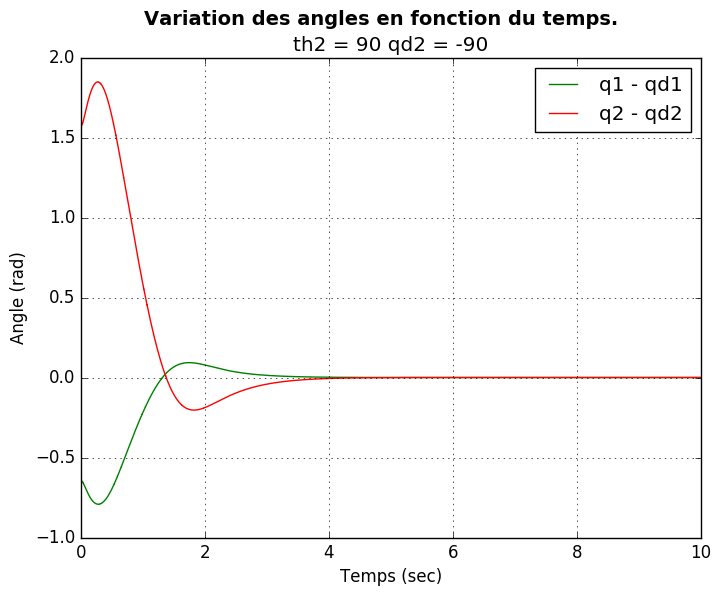 Variation des angles en fonction du temps.
th2 = 90 qd2 = -90
q1 - qd1
q2 - qd2
2.0
1.5
1.0
0.5
0.0
−0.5
−1.0
Angle (rad)
0 2 4 6 8 10
Temps (sec)